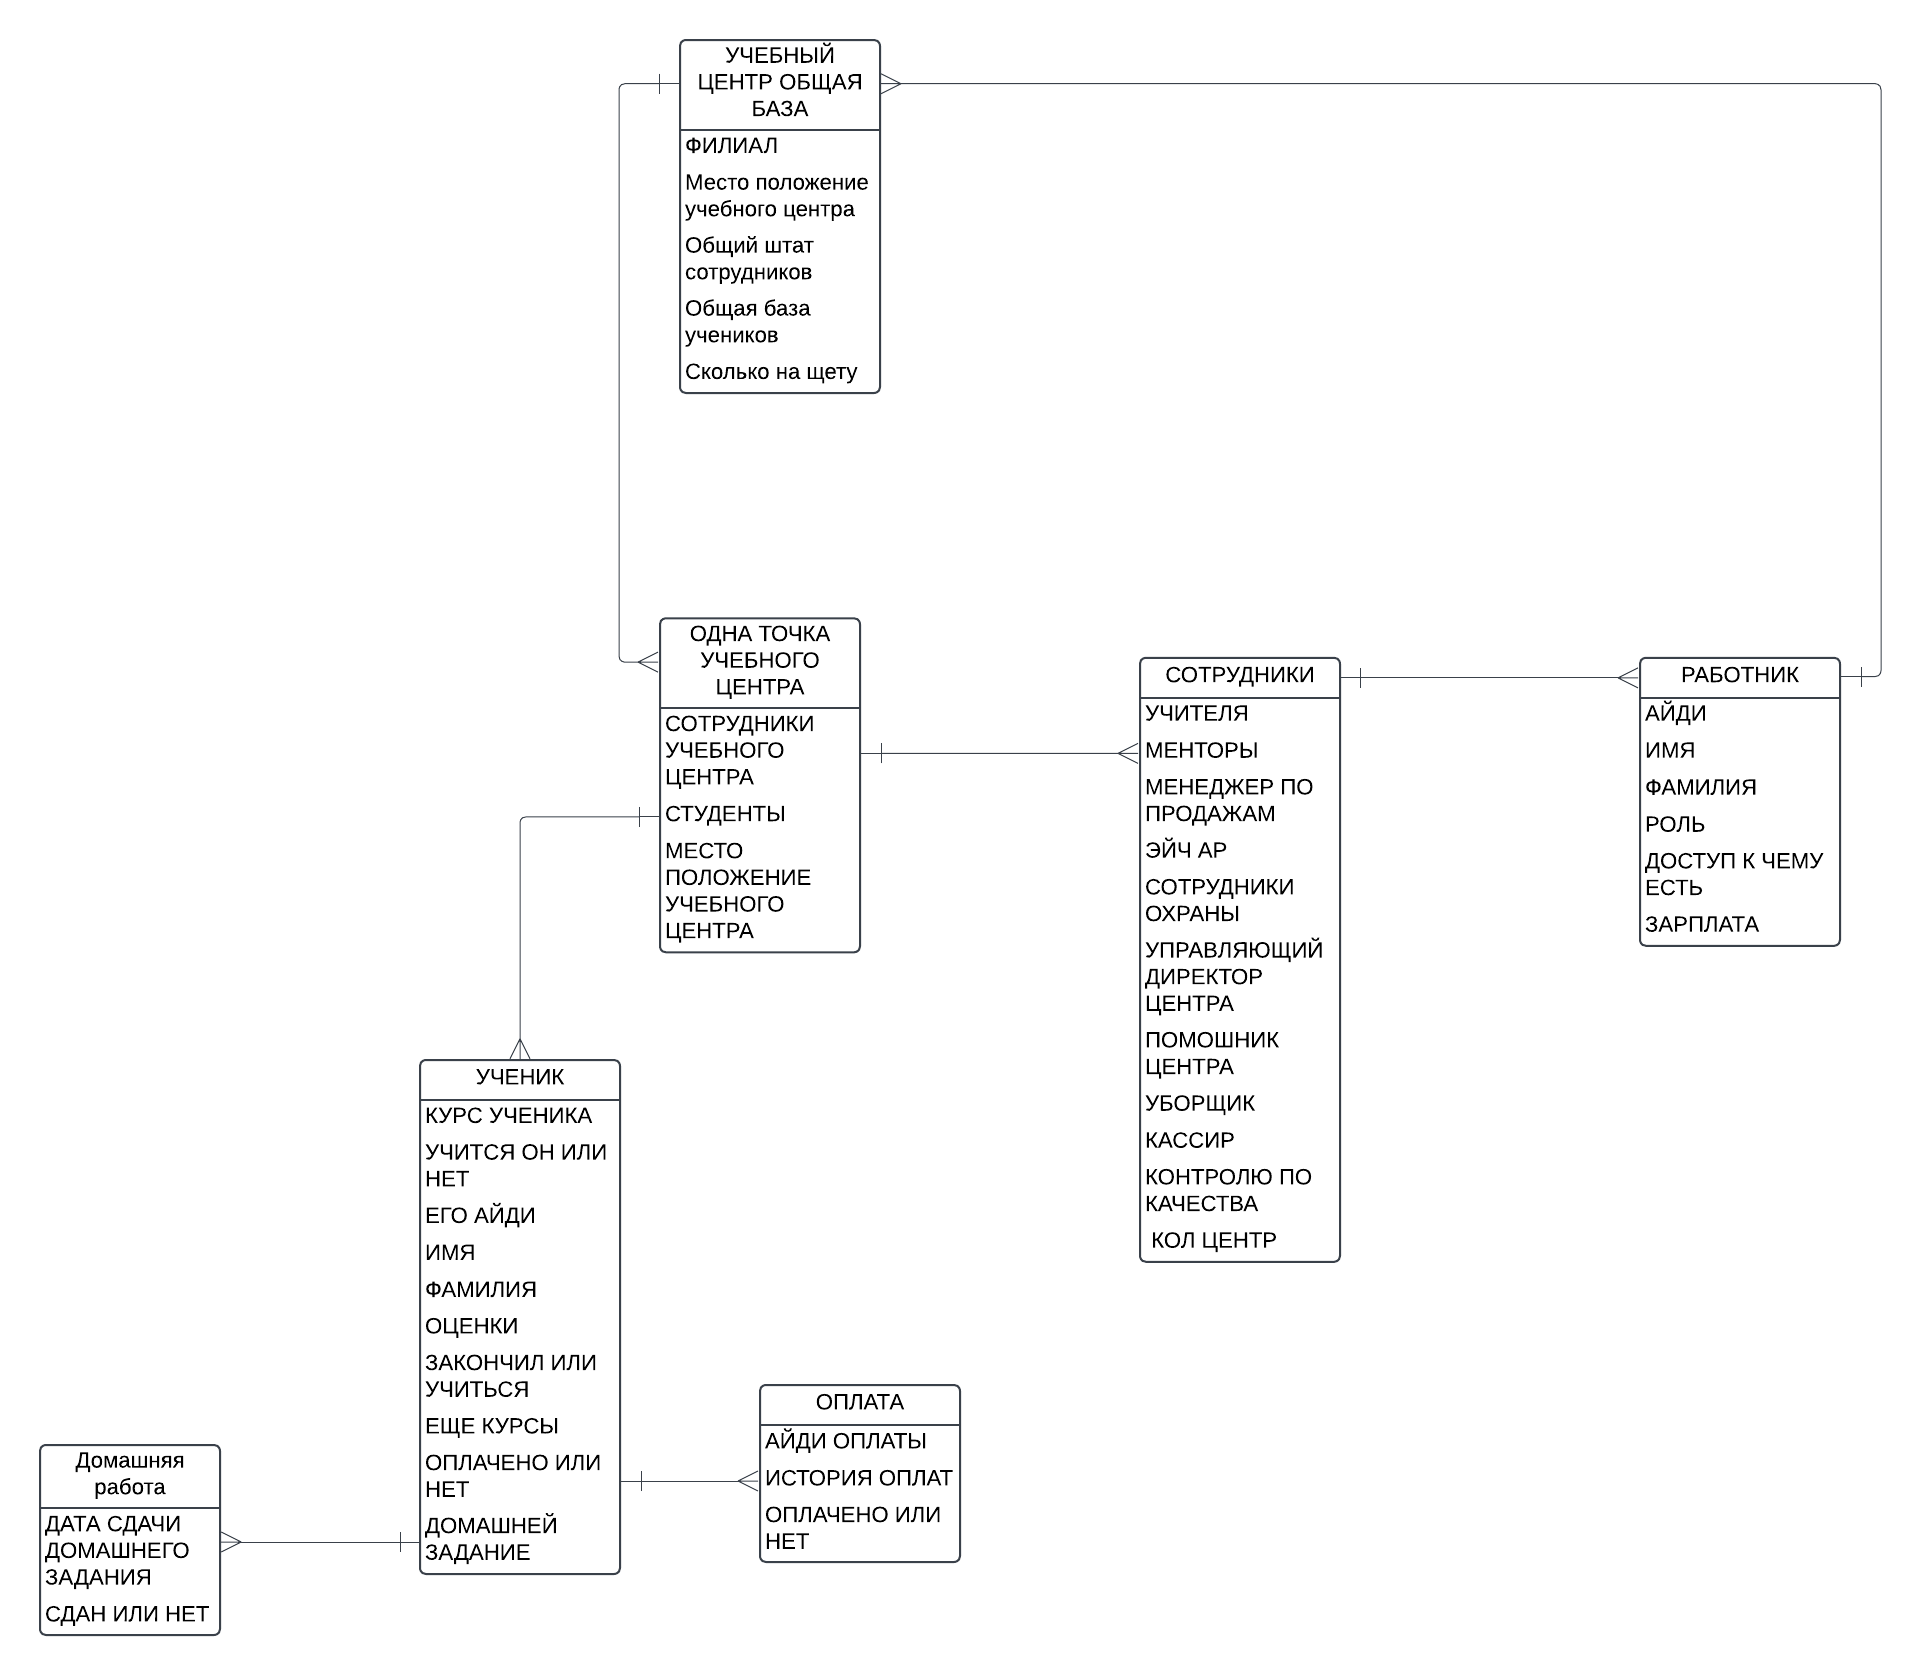 УЧЕБНЫЙ
ЦЕНТР ОБЩАЯ
БАЗА
ФИЛИАЛ
Место положение
учебного центра
Общий штат
сотрудников
Общая база
учеников
Сколько на щету
ОДНА ТОЧКА
УЧЕБНОГО
ЦЕНТРА
СОТРУДНИКИ
УЧЕБНОГО
ЦЕНТРА
СТУДЕНТЫ
МЕСТО
ПОЛОЖЕНИЕ
УЧЕБНОГО
ЦЕНТРА
СОТРУДНИКИ
УЧИТЕЛЯ
МЕНТОРЫ
МЕНЕДЖЕР ПО
ПРОДАЖАМ
ЭЙЧ АР
СОТРУДНИКИ
ОХРАНЫ
УПРАВЛЯЮЩИЙ
ДИРЕКТОР
ЦЕНТРА
ПОМОШНИК
ЦЕНТРА
УБОРЩИК
КАССИР
КОНТРОЛЮ ПО
КАЧЕСТВА
КОЛ ЦЕНТР
РАБОТНИК
АЙДИ
ИМЯ
ФАМИЛИЯ
РОЛЬ
ДОСТУП К ЧЕМУ
ЕСТЬ
ЗАРПЛАТА
УЧЕНИК
КУРС УЧЕНИКА
УЧИТСЯ ОН ИЛИ
НЕТ
ЕГО АЙДИ
ИМЯ
ФАМИЛИЯ
ОЦЕНКИ
ЗАКОНЧИЛ ИЛИ
УЧИТЬСЯ
ЕЩЕ КУРСЫ
ОПЛАЧЕНО ИЛИ
НЕТ
ДОМАШНЕЙ
ЗАДАНИЕ
ОПЛАТА
АЙДИ ОПЛАТЫ
ИСТОРИЯ ОПЛАТ
ОПЛАЧЕНО ИЛИ
НЕТ
Домашняя
работа
ДАТА СДАЧИ
ДОМАШНЕГО
ЗАДАНИЯ
СДАН ИЛИ НЕТ